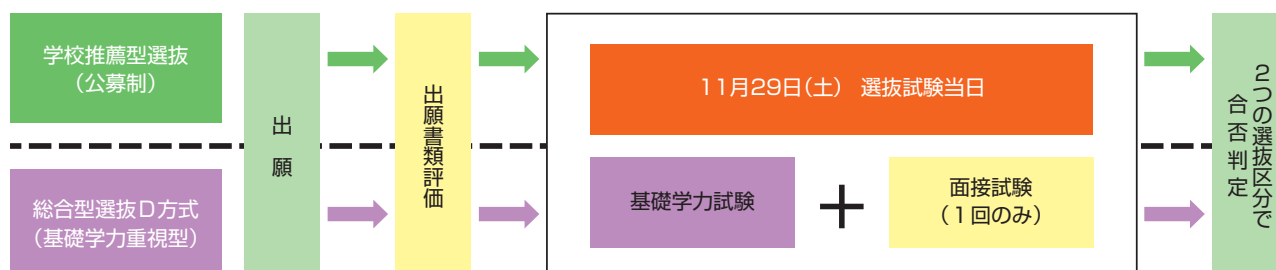 学校推薦型選抜
（公募制）
総合型選抜D方式
（基礎学力重視型）
出願
出願書類評価
11月29日（土） 選抜試験当日
基礎学力試験
＋
面接試験
（１回のみ）
２つの選抜区分で
合否判定